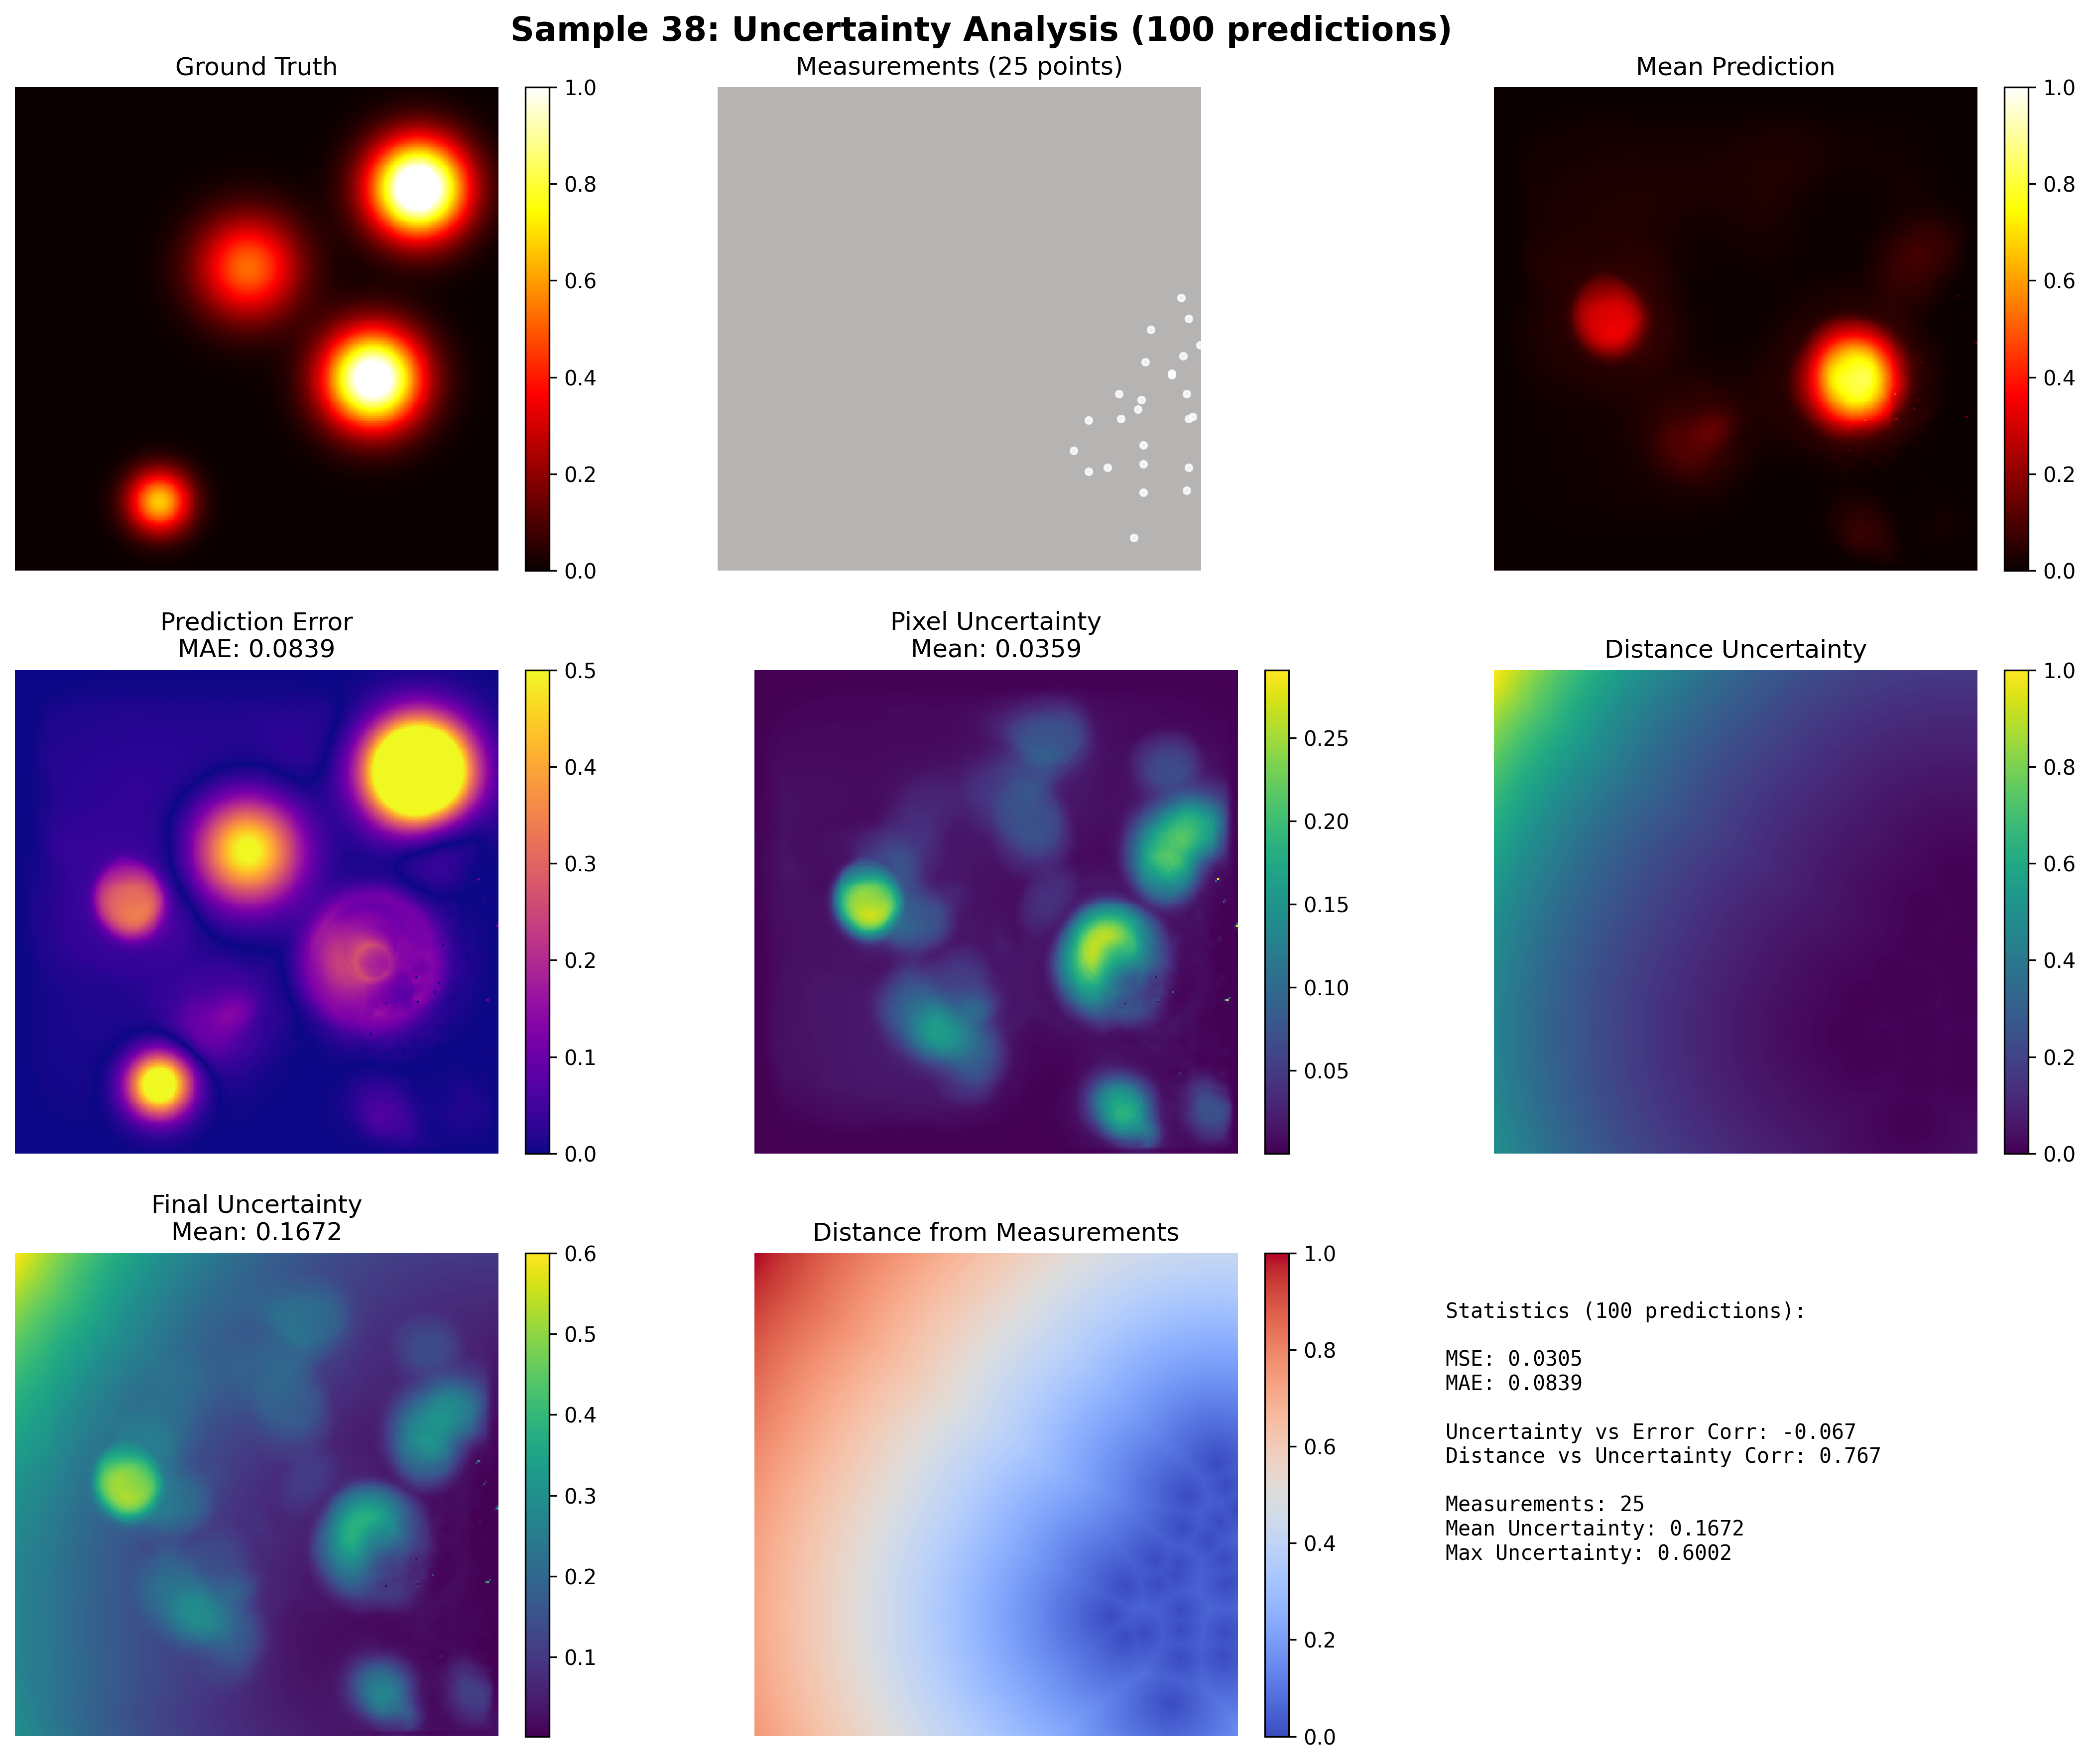 Sample 38: Uncertainty Analysis (100 predictions)
Ground Truth
1.0
0.8
0.6
0.4
0.2
0.0
Measurements (25 points)
Mean Prediction
1.0
0.8
0.6
0.4
0.2
0.0
Prediction Error
MAE: 0.0839
0.5
0.4
0.3
0.2
0.1
0.0
Pixel Uncertainty
Mean: 0.0359
0.25
0.20
0.15
0.10
0.05
Distance Uncertainty
1.0
0.8
0.6
0.4
0.2
0.0
Final Uncertainty
Mean: 0.1672
0.6
0.5
0.4
0.3
0.2
0.1
Distance from Measurements
1.0
0.8
0.6
0.4
0.2
0.0
Statistics (100 predictions):
MSE: 0.0305
MAE: 0.0839
Uncertainty vs Error Corr: -0.067
Distance vs Uncertainty Corr: 0.767
Measurements: 25
Mean Uncertainty: 0.1672
Max Uncertainty: 0.6002